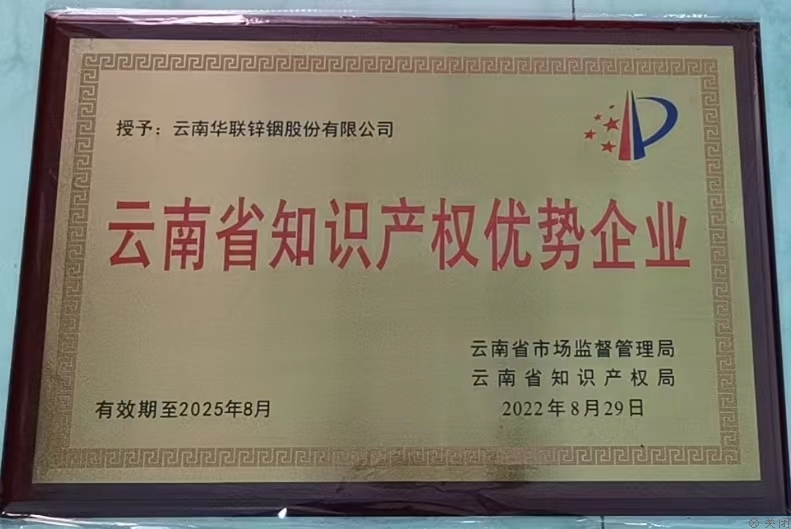 授予：云南华联锌铟股份有限公司
云南省知识产权优势企业
云南省市场监督管理局
云南省知识产权局
有效期至2025年8月
2022年8月29日
关闭